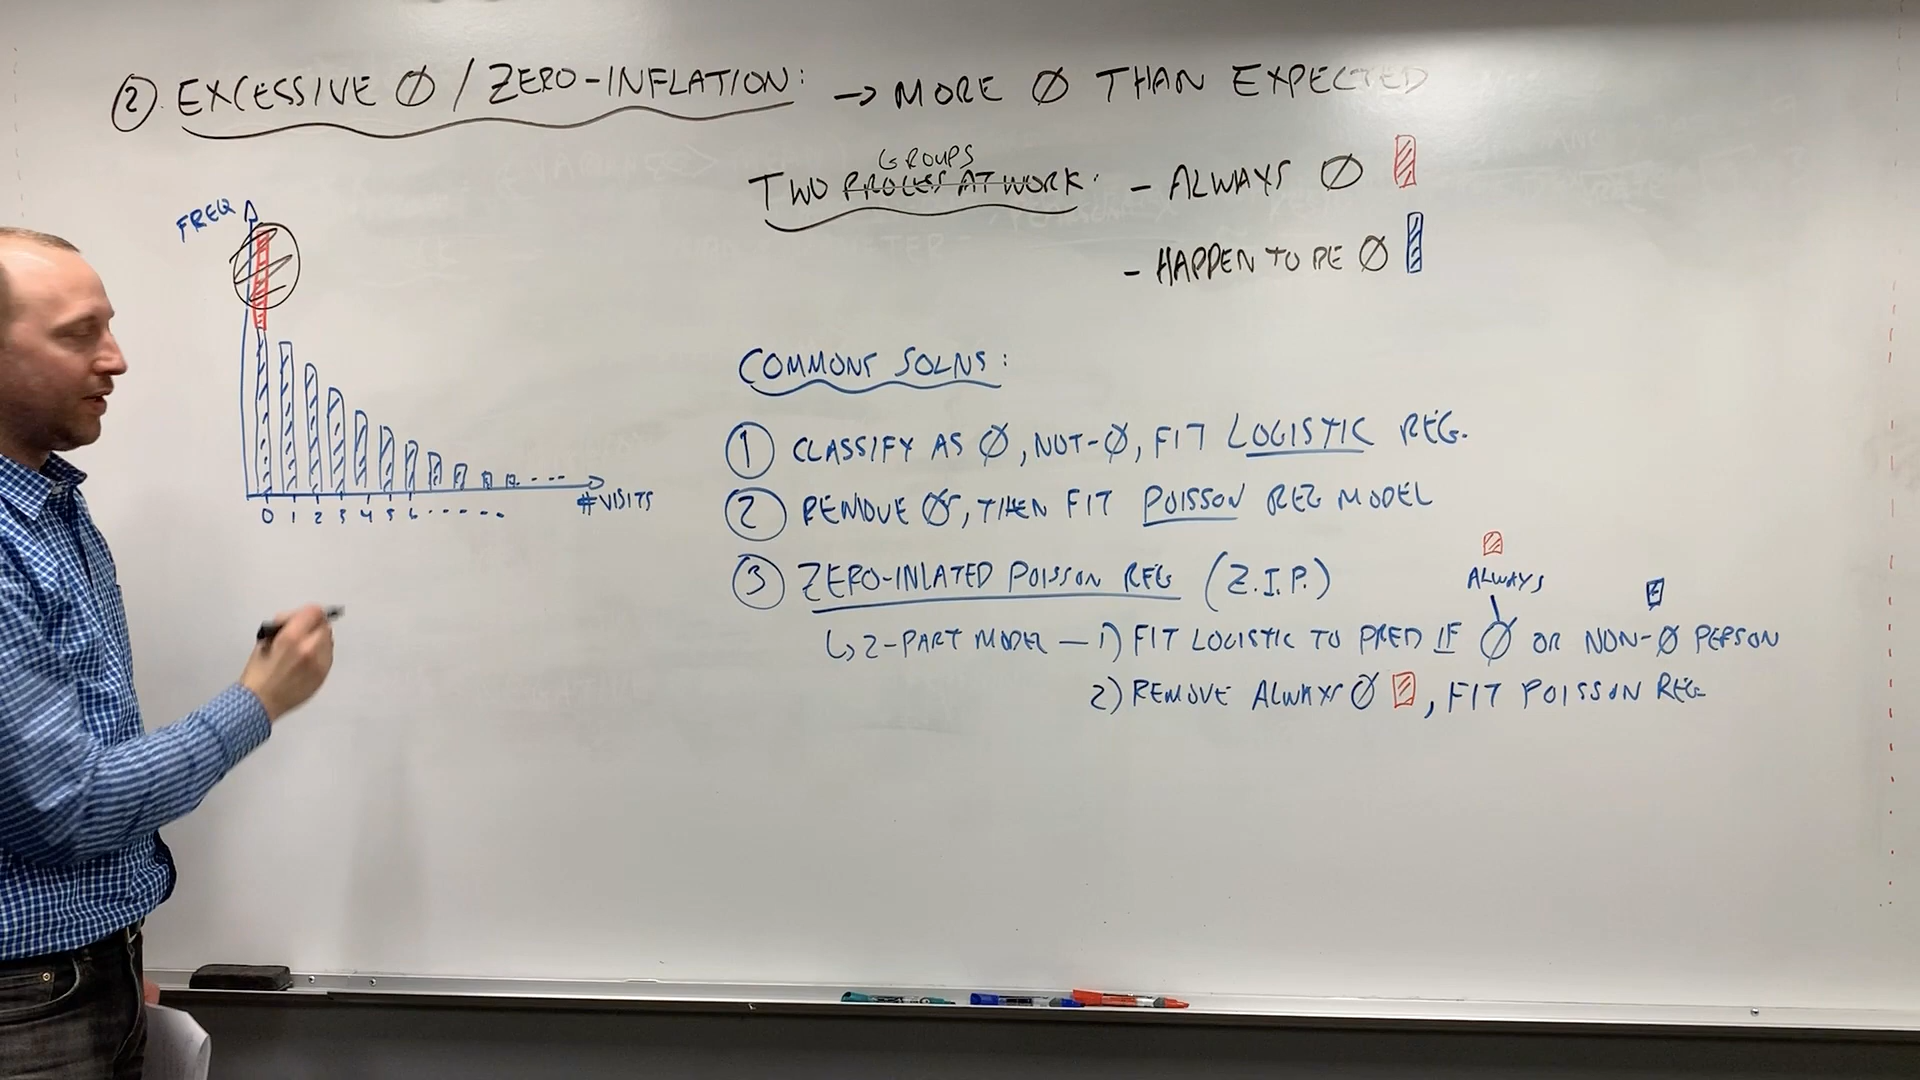 ② EXCESSIVE Ø / ZERO-INFLATION: → MORE Ø THAN EXPECTED
GROUPS
TWO PROCESS AT WORK: - ALWAYS Ø
- HAPPEN TO BE Ø
FREQ
0 1 2 3 4 5 6 . . . . . .
#VISITS
COMMON SOLNS:
① CLASSIFY AS Ø, NOT-Ø, FIT LOGISTIC REG.
② REMOVE Ø's, THEN FIT POISSON REG MODEL
③ ZERO-INLATED POISSON REG (Z.I.P.)
ALWAYS
↳ 2-PART MODEL — 1) FIT LOGISTIC TO PRED IF Ø OR NON-Ø PERSON
2) REMOVE ALWAYS Ø, FIT POISSON REG